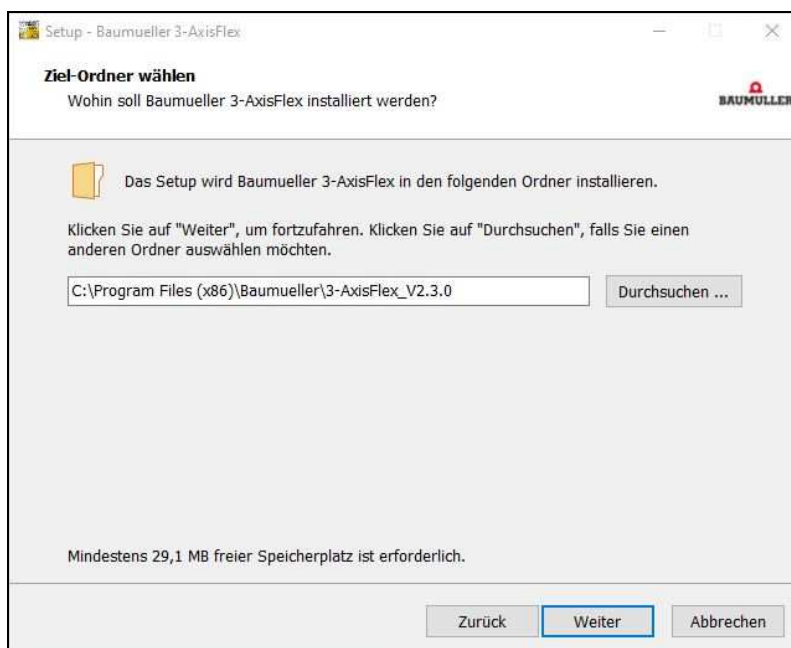 Setup - Baumueller 3-AxisFlex
Ziel-Ordner wählen
Wohin soll Baumueller 3-AxisFlex installiert werden?
BAUMÜLLER
Das Setup wird Baumueller 3-AxisFlex in den folgenden Ordner installieren.
Klicken Sie auf "Weiter", um fortzufahren. Klicken Sie auf "Durchsuchen", falls Sie einen
anderen Ordner auswählen möchten.
C:\Program Files (x86)\Baumueller\3-AxisFlex_V2.3.0
Durchsuchen ...
Mindestens 29,1 MB freier Speicherplatz ist erforderlich.
Zurück
Weiter
Abbrechen